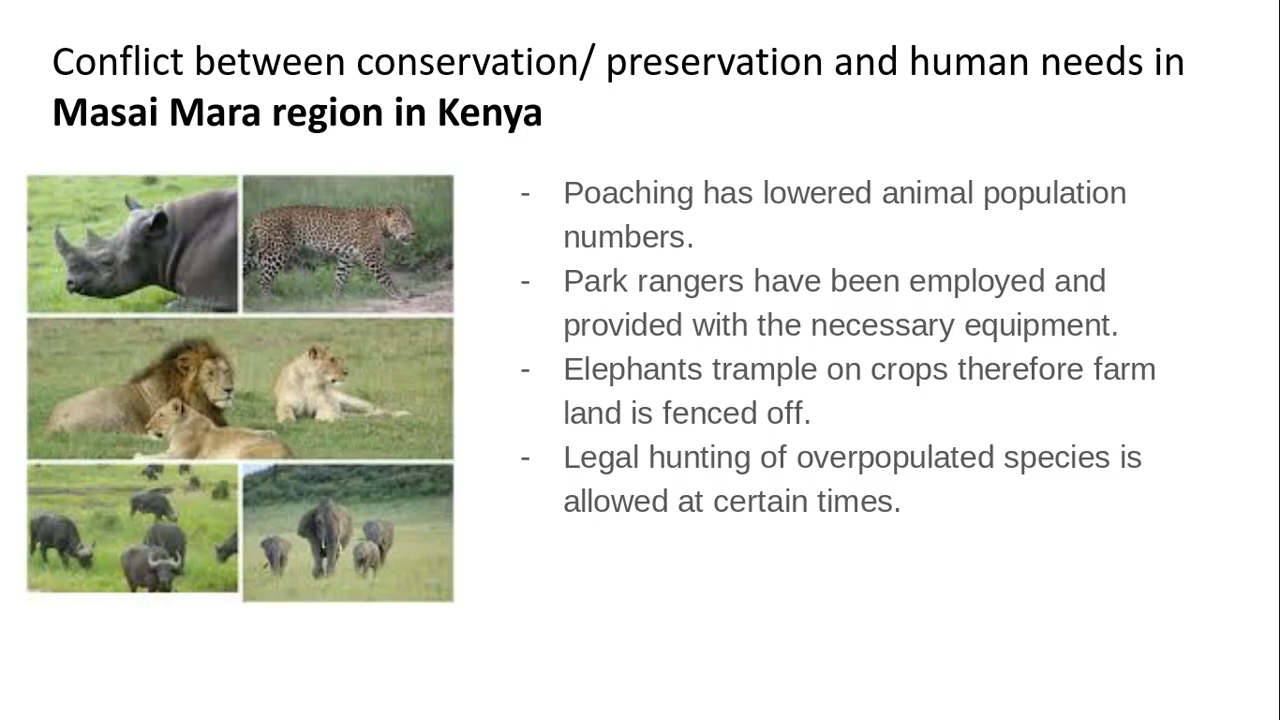 Conflict between conservation/ preservation and human needs in
Masai Mara region in Kenya
- Poaching has lowered animal population
numbers.
- Park rangers have been employed and
provided with the necessary equipment.
- Elephants trample on crops therefore farm
land is fenced off.
- Legal hunting of overpopulated species is
allowed at certain times.